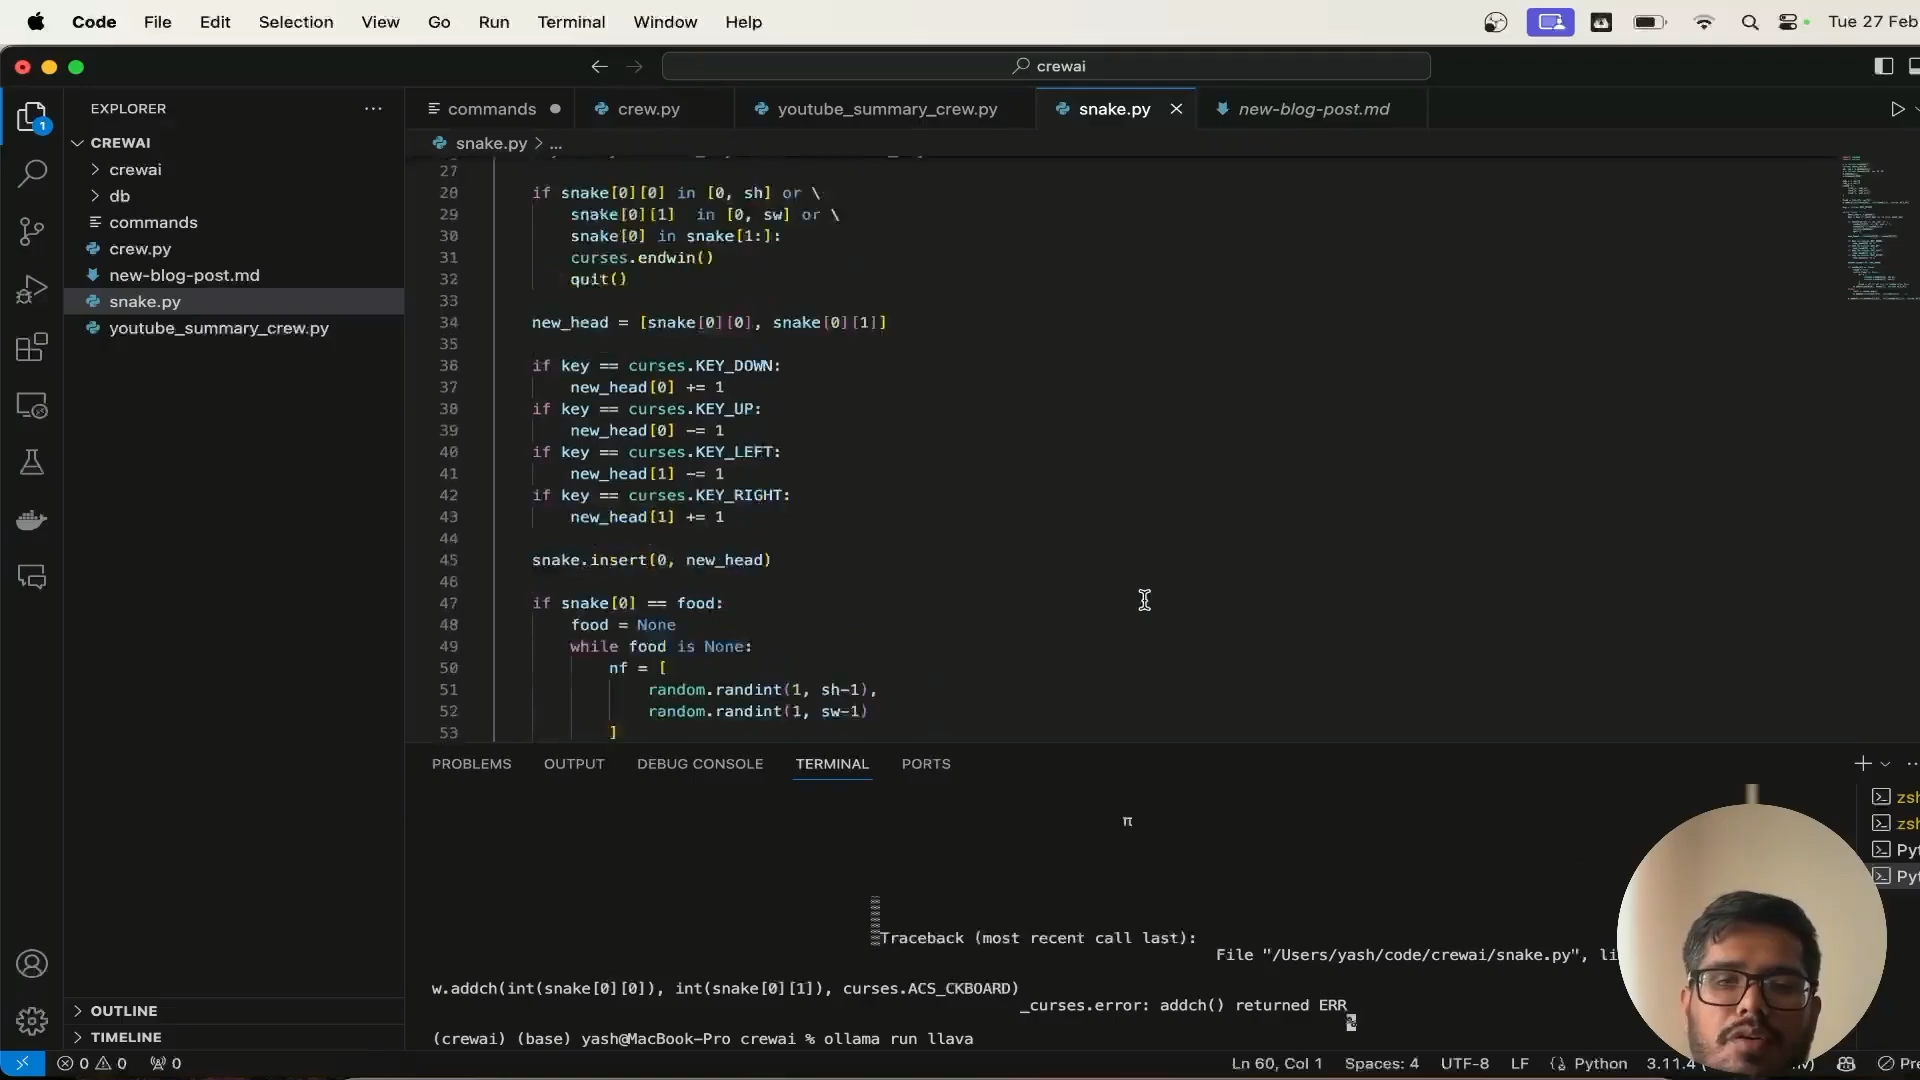 Code File Edit Selection View Go Run Terminal Window Help Tue 27 Feb
crewai
EXPLORER
commands crew.py youtube_summary_crew.py snake.py new-blog-post.md
CREWAI
snake.py > ...
crewai
db
commands
crew.py
new-blog-post.md
snake.py
youtube_summary_crew.py
1
27
28 if snake[0][0] in [0, sh] or \
29 snake[0][1]  in [0, sw] or \
30 snake[0] in snake[1:]:
31 curses.endwin()
32 quit()
33
34 new_head = [snake[0][0], snake[0][1]]
35
36 if key == curses.KEY_DOWN:
37 new_head[0] += 1
38 if key == curses.KEY_UP:
39 new_head[0] -= 1
40 if key == curses.KEY_LEFT:
41 new_head[1] -= 1
42 if key == curses.KEY_RIGHT:
43 new_head[1] += 1
44
45 snake.insert(0, new_head)
46
47 if snake[0] == food:
48 food = None
49 while food is None:
50 nf = [
51 random.randint(1, sh-1),
52 random.randint(1, sw-1)
53 ]
PROBLEMS OUTPUT DEBUG CONSOLE TERMINAL PORTS
π
zsh
zsh
Pyt
Pyt
Traceback (most recent call last):
File "/Users/yash/code/crewai/snake.py", li
w.addch(int(snake[0][0]), int(snake[0][1]), curses.ACS_CKBOARD)
_curses.error: addch() returned ERR
(crewai) (base) yash@MacBook-Pro crewai % ollama run llava
OUTLINE
TIMELINE
0 0 0 Ln 60, Col 1 Spaces: 4 UTF-8 LF Python 3.11.4 Pre